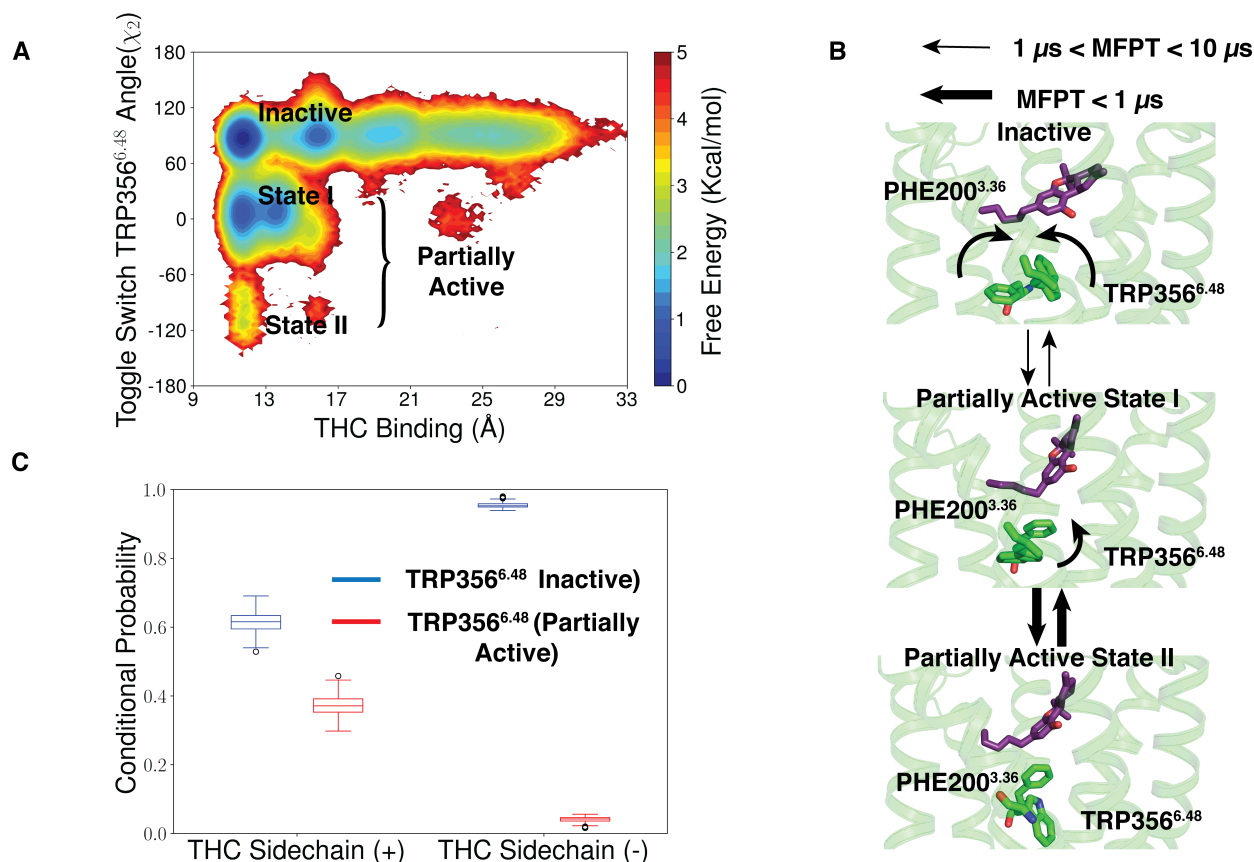 A
Toggle Switch TRP356^6.48 Angle(χ2)
180
120
60
0
-60
-120
-180
Inactive
State I
State II
Partially
Active
9
13
17
21
25
29
33
THC Binding (Å)
5
4
3
2
1
0
Free Energy (Kcal/mol)
B
1 µs < MFPT < 10 µs
MFPT < 1 µs
Inactive
PHE200^3.36
TRP356^6.48
Partially Active State I
PHE200^3.36
TRP356^6.48
Partially Active State II
PHE200^3.36
TRP356^6.48
C
Conditional Probability
1.0
0.8
0.6
0.4
0.2
0.0
TRP356^6.48 Inactive)
TRP356^6.48 (Partially
Active)
THC Sidechain (+)
THC Sidechain (-)